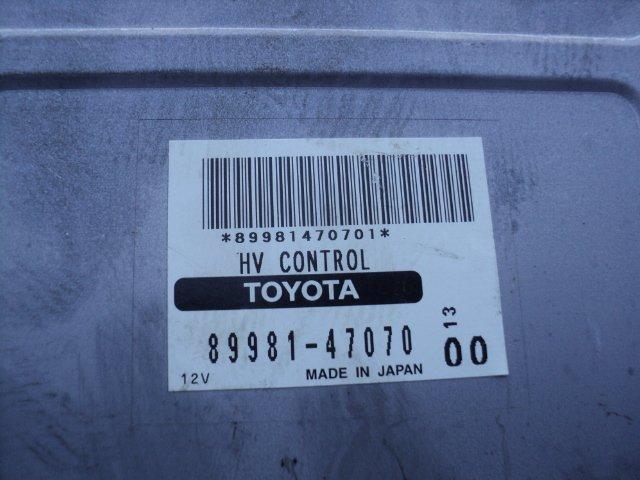 *89981470701*
HV CONTROL
TOYOTA
89981-47070
13
00
12V
MADE IN JAPAN